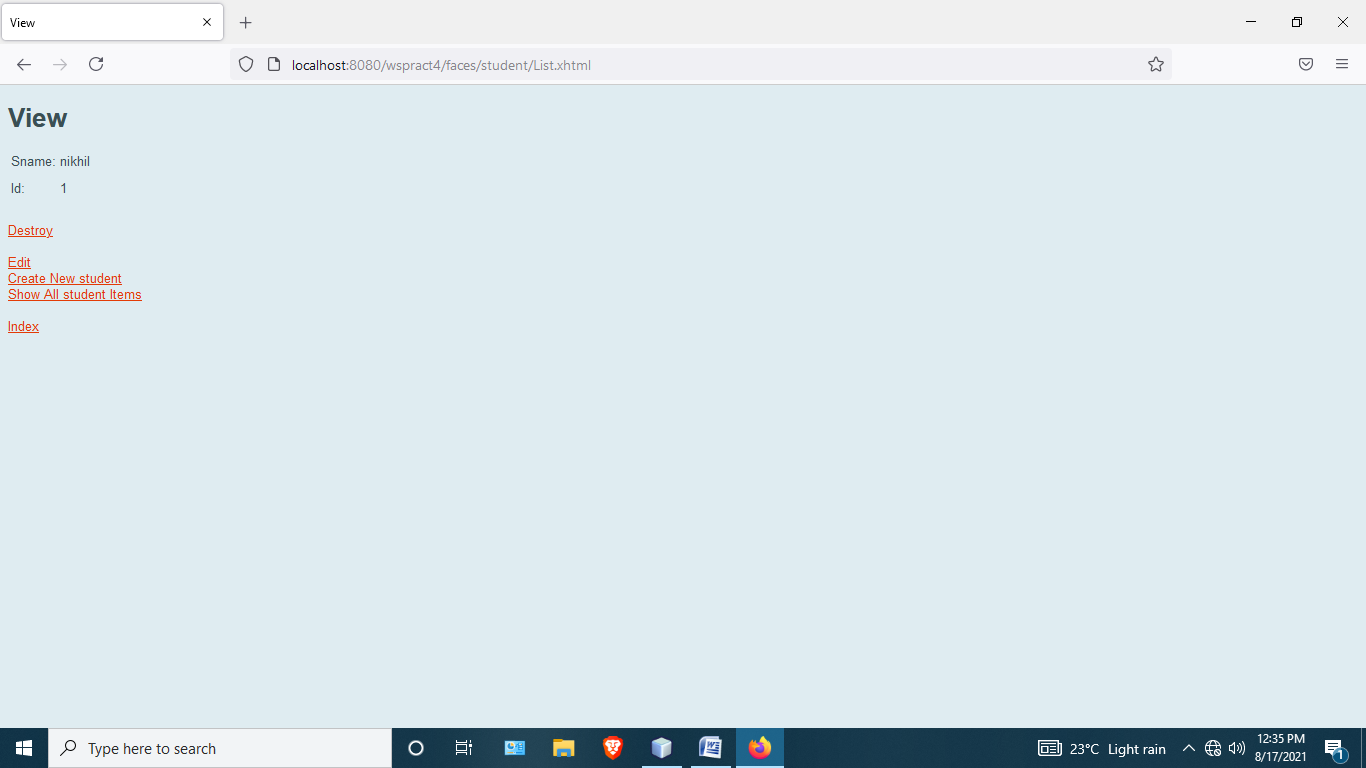 View
localhost:8080/wspract4/faces/student/List.xhtml
View
Sname: nikhil
Id: 1
Destroy
Edit
Create New student
Show All student Items
Index
Type here to search
23°C Light rain
12:35 PM
8/17/2021
1